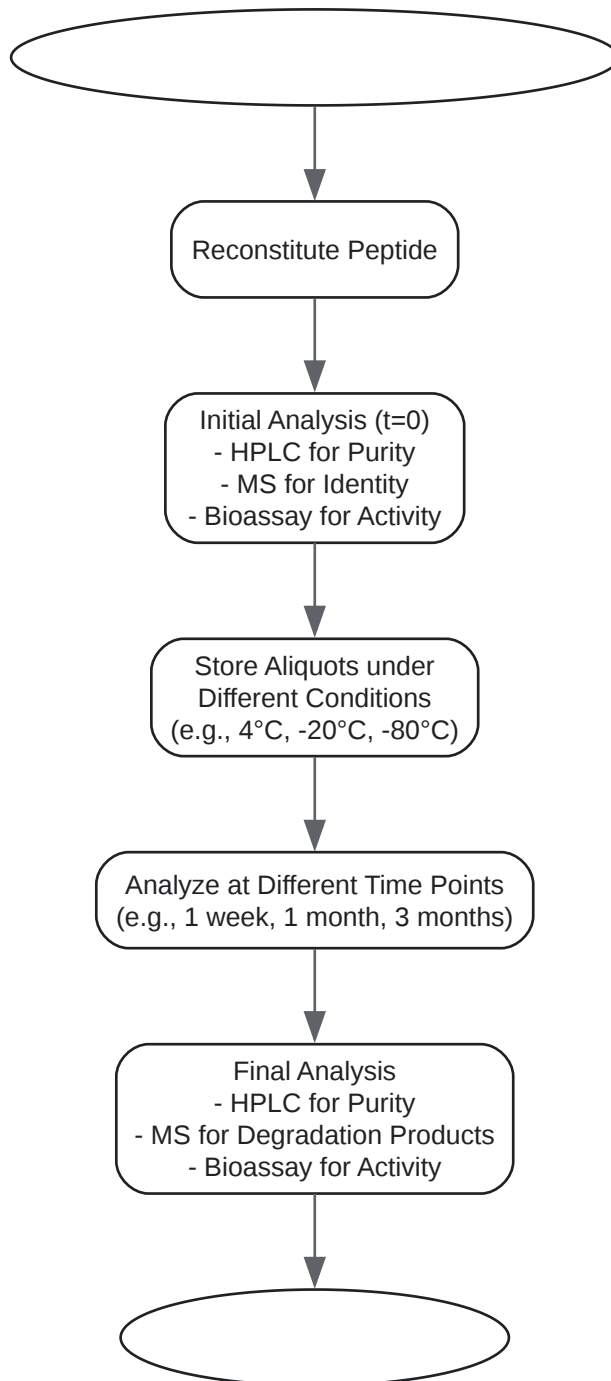 Reconstitute Peptide
Initial Analysis (t=0)
- HPLC for Purity
- MS for Identity
- Bioassay for Activity
Store Aliquots under
Different Conditions
(e.g., 4°C, -20°C, -80°C)
Analyze at Different Time Points
(e.g., 1 week, 1 month, 3 months)
Final Analysis
- HPLC for Purity
- MS for Degradation Products
- Bioassay for Activity